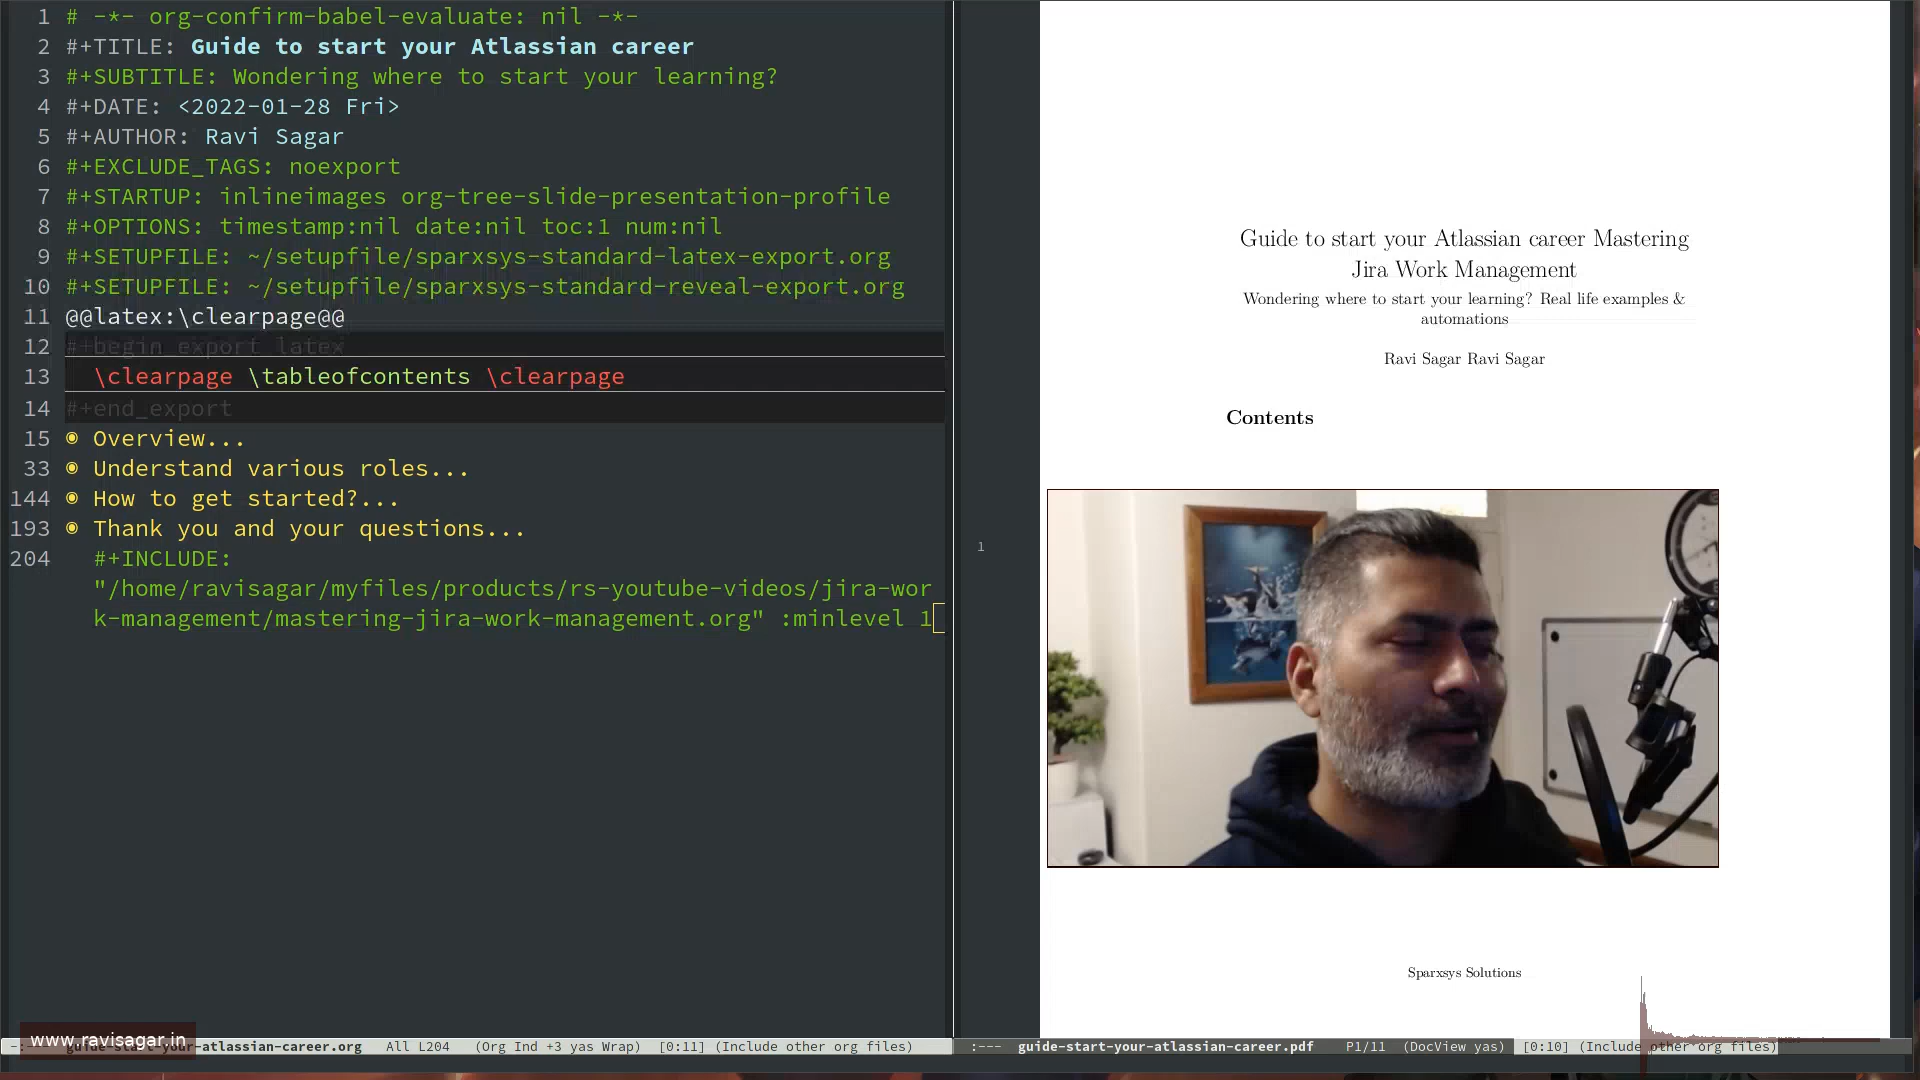 1 # -*- org-confirm-babel-evaluate: nil -*-
2 #+TITLE: Guide to start your Atlassian career
3 #+SUBTITLE: Wondering where to start your learning?
4 #+DATE: <2022-01-28 Fri>
5 #+AUTHOR: Ravi Sagar
6 #+EXCLUDE_TAGS: noexport
7 #+STARTUP: inlineimages org-tree-slide-presentation-profile
8 #+OPTIONS: timestamp:nil date:nil toc:1 num:nil
9 #+SETUPFILE: ~/setupfile/sparxsys-standard-latex-export.org
10 #+SETUPFILE: ~/setupfile/sparxsys-standard-reveal-export.org
11 @@latex:\clearpage@@
12 #+begin_export latex
13 \clearpage \tableofcontents \clearpage
14 #+end_export
15 ◉ Overview...
33 ◉ Understand various roles...
144 ◉ How to get started?...
193 ◉ Thank you and your questions...
204 #+INCLUDE:
"/home/ravisagar/myfiles/products/rs-youtube-videos/jira-wor
k-management/mastering-jira-work-management.org" :minlevel 1
www.ravisagar.in
-:--- guide-start-your-atlassian-career.org All L204 (Org Ind +3 yas Wrap) [0:11] (Include other org files)
Guide to start your Atlassian career Mastering
Jira Work Management
Wondering where to start your learning? Real life examples &
automations
Ravi Sagar Ravi Sagar
Contents
1
Sparxsys Solutions
:--- guide-start-your-atlassian-career.pdf P1/11 (DocView yas) [0:10] (Include other org files)